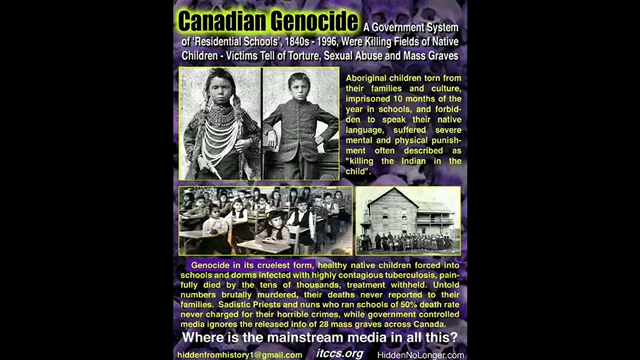 Canadian Genocide A Government System
of 'Residential Schools', 1840s - 1996, Were Killing Fields of Native
Children - Victims Tell of Torture, Sexual Abuse and Mass Graves
Aboriginal children torn from
their families and culture,
imprisoned 10 months of the
year in schools, and forbid-
den to speak their native
language, suffered severe
mental and physical punish-
ment often described as
"killing the Indian in the
child".
Genocide in its cruelest form, healthy native children forced into
schools and dorms infected with highly contagious tuberculosis, pain-
fully died by the tens of thousands, treatment withheld. Untold
numbers brutally murdered, their deaths never reported to their
families. Sadistic Priests and nuns who ran schools of 50% death rate
never charged for their horrible crimes, while government controlled
media ignores the released info of 28 mass graves across Canada.
Where is the mainstream media in all this?
hiddenfromhistory1@gmail.com itccs.org HiddenNoLonger.com